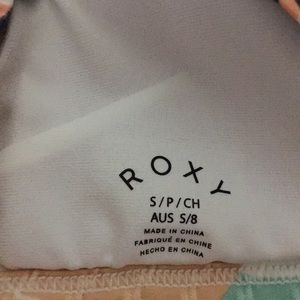 ROXY
S/P/CH
AUS S/8
MADE IN CHINA
FABRIQUÉ EN CHINE
HECHO EN CHINA